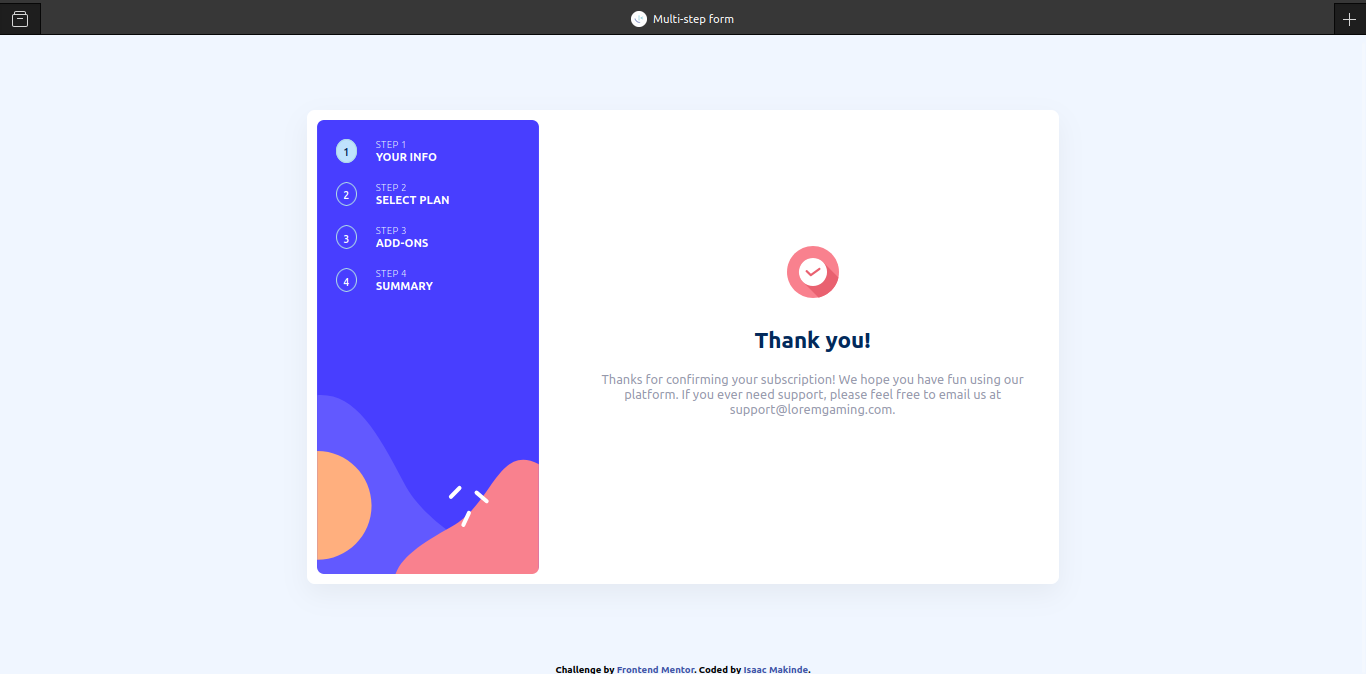 Multi-step form
1
STEP 1
YOUR INFO
2
STEP 2
SELECT PLAN
3
STEP 3
ADD-ONS
4
STEP 4
SUMMARY
Thank you!
Thanks for confirming your subscription! We hope you have fun using our
platform. If you ever need support, please feel free to email us at
support@loremgaming.com.
Challenge by Frontend Mentor. Coded by Isaac Makinde.